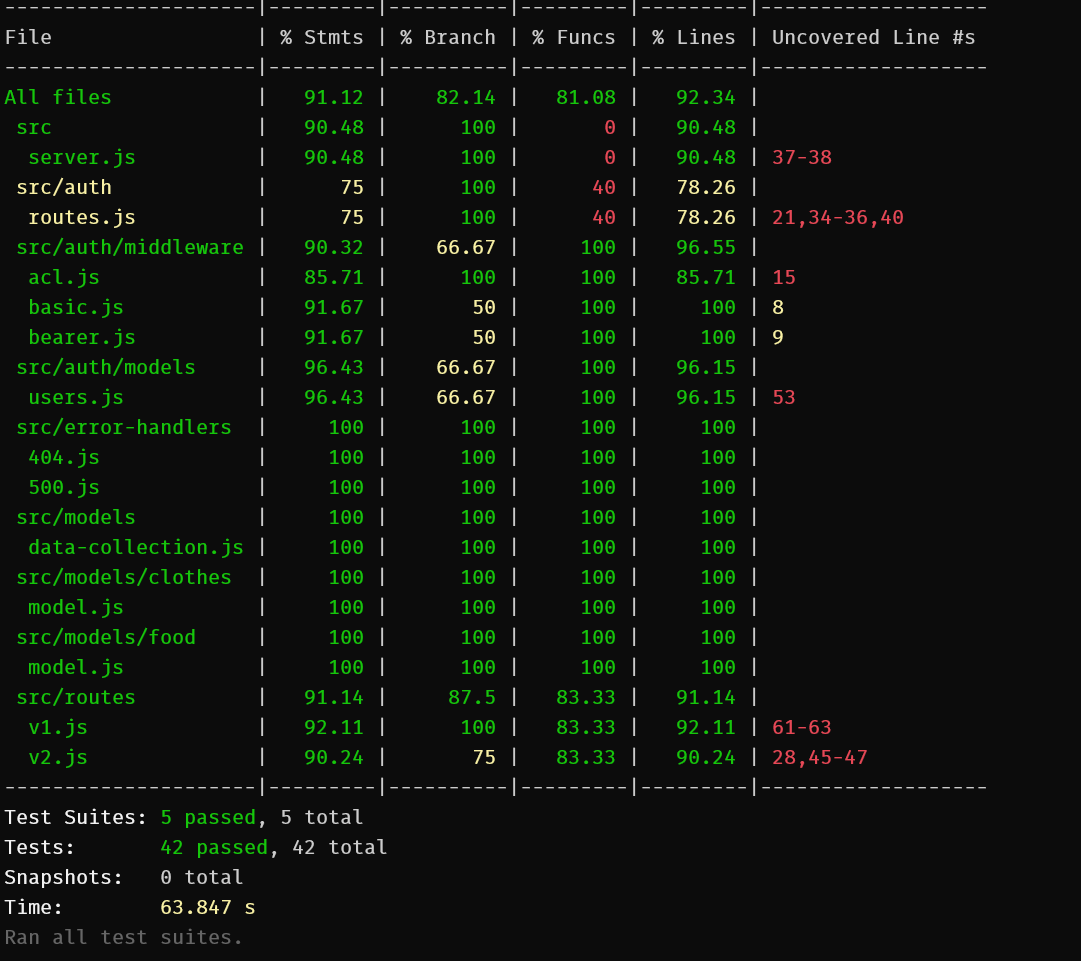 ---------------------|---------|----------|---------|---------|-------------------
File                 | % Stmts | % Branch | % Funcs | % Lines | Uncovered Line #s
---------------------|---------|----------|---------|---------|-------------------
All files            |   91.12 |    82.14 |   81.08 |   92.34 |
 src                 |   90.48 |      100 |       0 |   90.48 |
  server.js          |   90.48 |      100 |       0 |   90.48 | 37-38
 src/auth            |      75 |      100 |      40 |   78.26 |
  routes.js          |      75 |      100 |      40 |   78.26 | 21,34-36,40
 src/auth/middleware |   90.32 |    66.67 |     100 |   96.55 |
  acl.js             |   85.71 |      100 |     100 |   85.71 | 15
  basic.js           |   91.67 |       50 |     100 |     100 | 8
  bearer.js          |   91.67 |       50 |     100 |     100 | 9
 src/auth/models     |   96.43 |    66.67 |     100 |   96.15 |
  users.js           |   96.43 |    66.67 |     100 |   96.15 | 53
 src/error-handlers  |     100 |      100 |     100 |     100 |
  404.js             |     100 |      100 |     100 |     100 |
  500.js             |     100 |      100 |     100 |     100 |
 src/models          |     100 |      100 |     100 |     100 |
  data-collection.js |     100 |      100 |     100 |     100 |
 src/models/clothes  |     100 |      100 |     100 |     100 |
  model.js           |     100 |      100 |     100 |     100 |
 src/models/food     |     100 |      100 |     100 |     100 |
  model.js           |     100 |      100 |     100 |     100 |
 src/routes          |   91.14 |     87.5 |   83.33 |   91.14 |
  v1.js              |   92.11 |      100 |   83.33 |   92.11 | 61-63
  v2.js              |   90.24 |       75 |   83.33 |   90.24 | 28,45-47
---------------------|---------|----------|---------|---------|-------------------
Test Suites: 5 passed, 5 total
Tests:       42 passed, 42 total
Snapshots:   0 total
Time:        63.847 s
Ran all test suites.